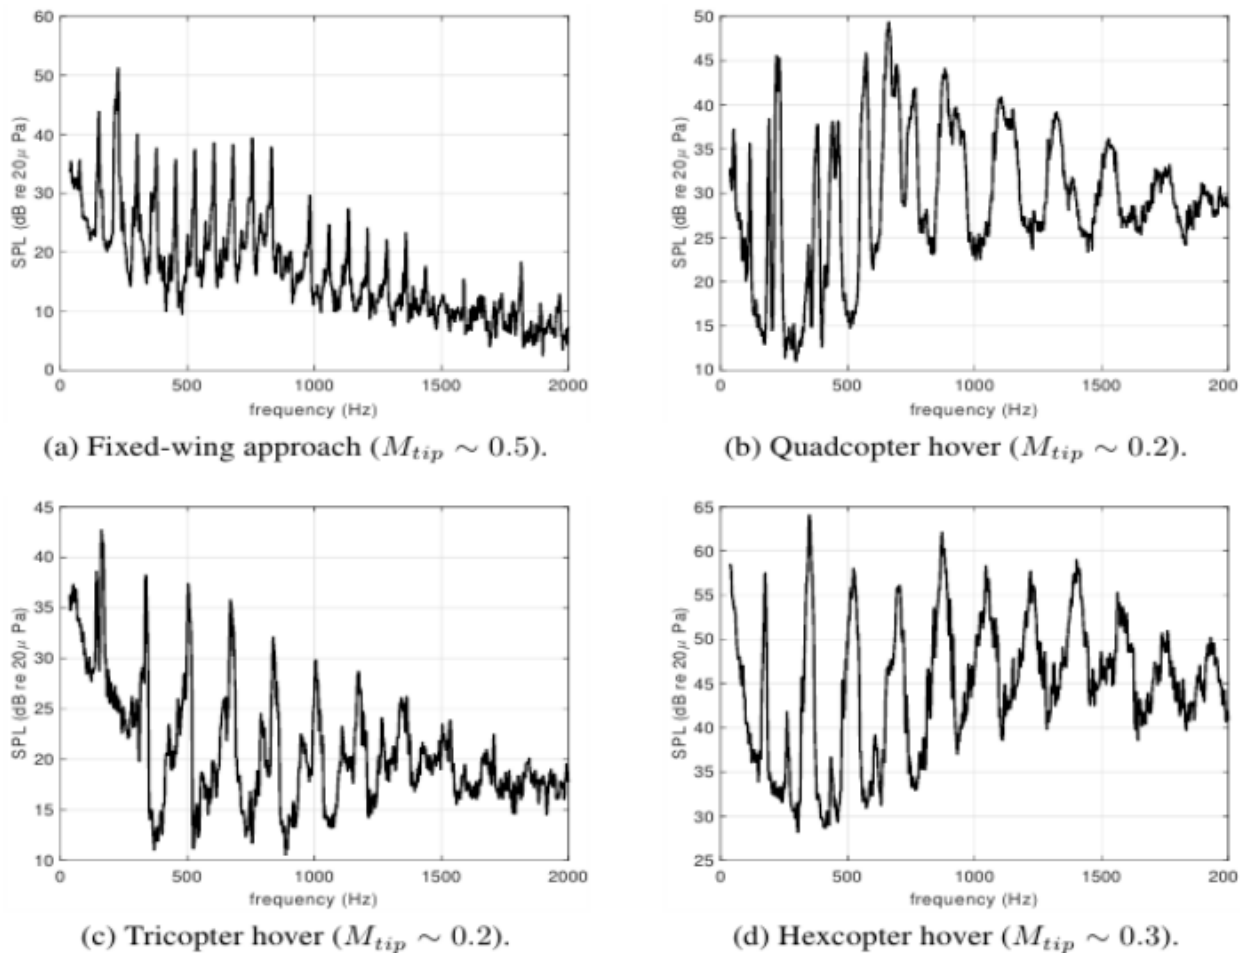 60
50
40
30
20
10
0
SPL (dB re 20μ Pa)
0 500 1000 1500 2000
frequency (Hz)
(a) Fixed-wing approach (M_tip ∼ 0.5).
50
45
40
35
30
25
20
15
10
SPL (dB re 20μ Pa)
0 500 1000 1500 200
frequency (Hz)
(b) Quadcopter hover (M_tip ∼ 0.2).
45
40
35
30
25
20
15
10
SPL (dB re 20μ Pa)
0 500 1000 1500 2000
frequency (Hz)
(c) Tricopter hover (M_tip ∼ 0.2).
65
60
55
50
45
40
35
30
25
SPL (dB re 20μ Pa)
0 500 1000 1500 200
frequency (Hz)
(d) Hexcopter hover (M_tip ∼ 0.3).